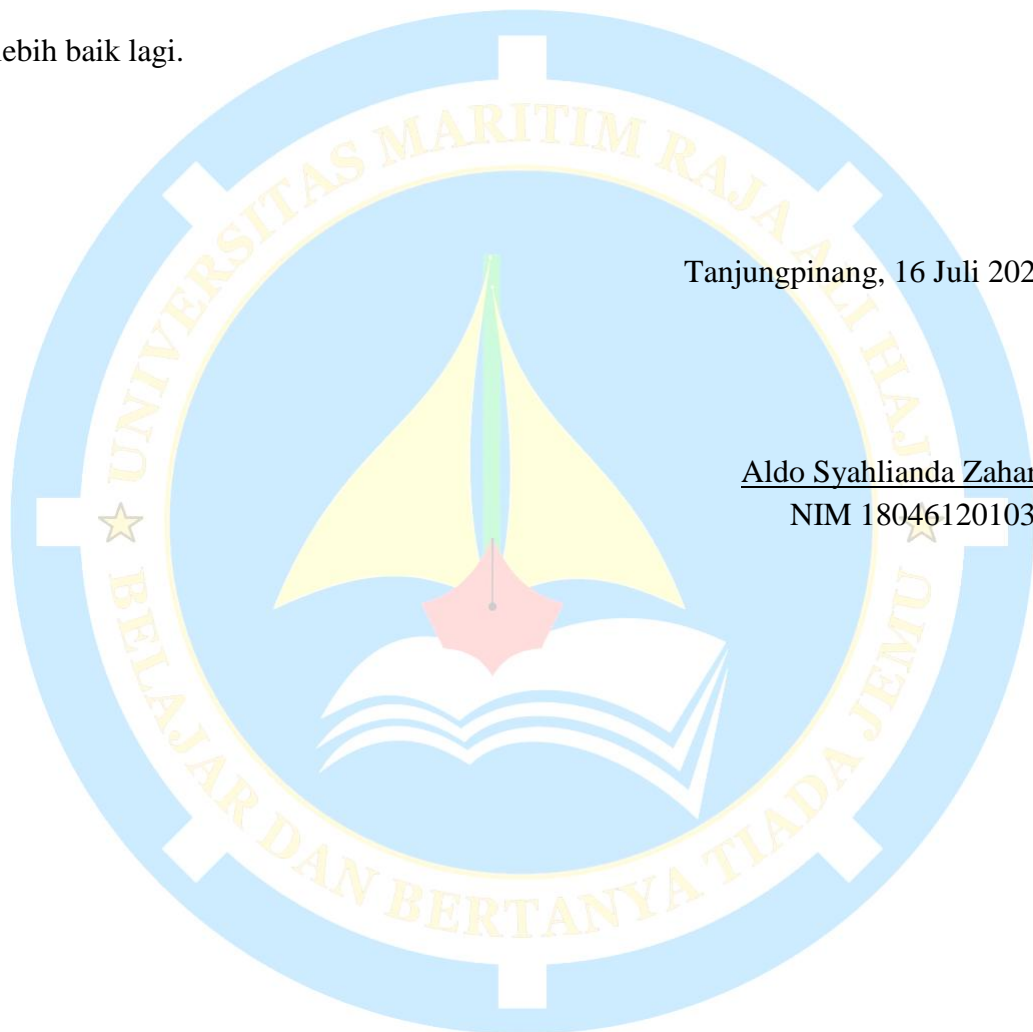 lebih baik lagi.
UNIVERSITAS MARITIM RAJA ALI HAJI
Tanjungpinang, 16 Juli 202
Aldo Syahlianda Zahar
NIM 18046120103
BELAJAR DAN BERTANYA TIADA JEMU